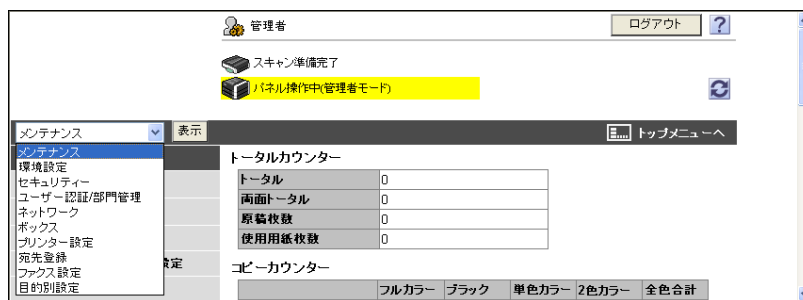 管理者
ログアウト
?
スキャン準備完了
パネル操作中(管理者モード)
メンテナンス
表示
トップメニューへ
メンテナンス
環境設定
セキュリティー
ユーザー認証/部門管理
ネットワーク
ボックス
プリンター設定
宛先登録
ファクス設定
目的別設定
定
トータルカウンター
トータル 0
両面トータル 0
原稿枚数 0
使用用紙枚数 0
コピーカウンター
フルカラー ブラック 単色カラー 2色カラー 全色合計